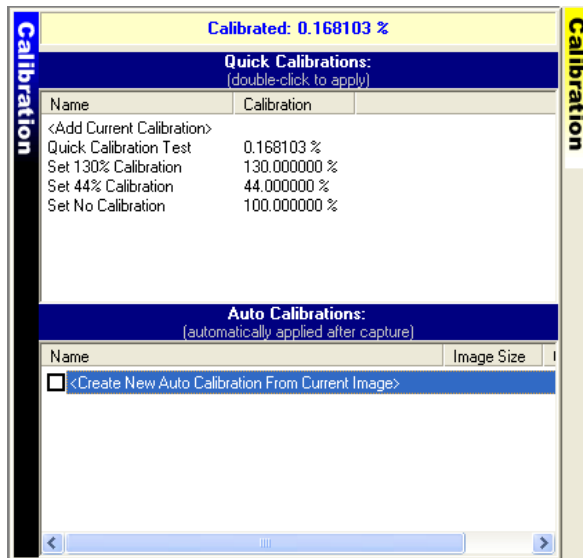 Calibration
Calibrated: 0.168103 %
Calibration
Quick Calibrations:
(double-click to apply)
Name Calibration
<Add Current Calibration>
Quick Calibration Test 0.168103 %
Set 130% Calibration 130.000000 %
Set 44% Calibration 44.000000 %
Set No Calibration 100.000000 %
Auto Calibrations:
(automatically applied after capture)
Name Image Size
<Create New Auto Calibration From Current Image>